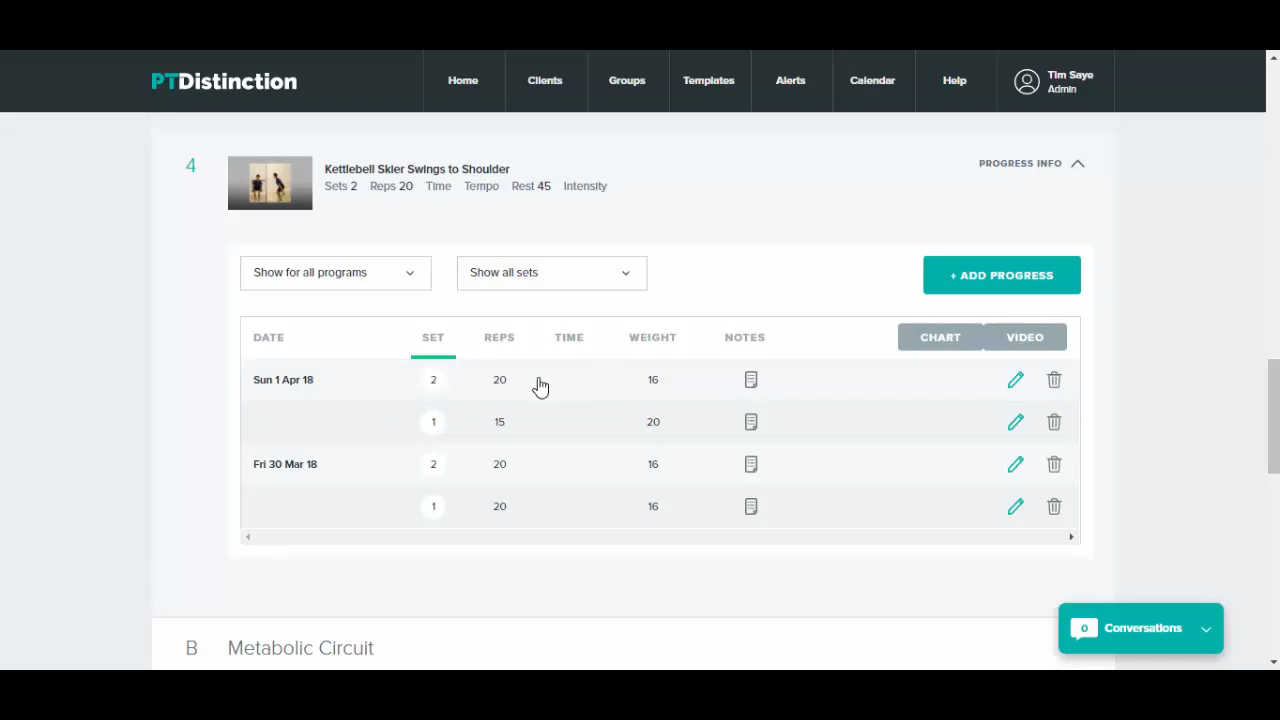 PTDistinction
Home
Clients
Groups
Templates
Alerts
Calendar
Help
Tim Saye
Admin
4
Kettlebell Skier Swings to Shoulder
Sets 2 Reps 20 Time Tempo Rest 45 Intensity
PROGRESS INFO
Show for all programs
Show all sets
+ ADD PROGRESS
DATE SET REPS TIME WEIGHT NOTES
CHART
VIDEO
Sun 1 Apr 18 2 20 16
1 15 20
Fri 30 Mar 18 2 20 16
1 20 16
B Metabolic Circuit
0 Conversations